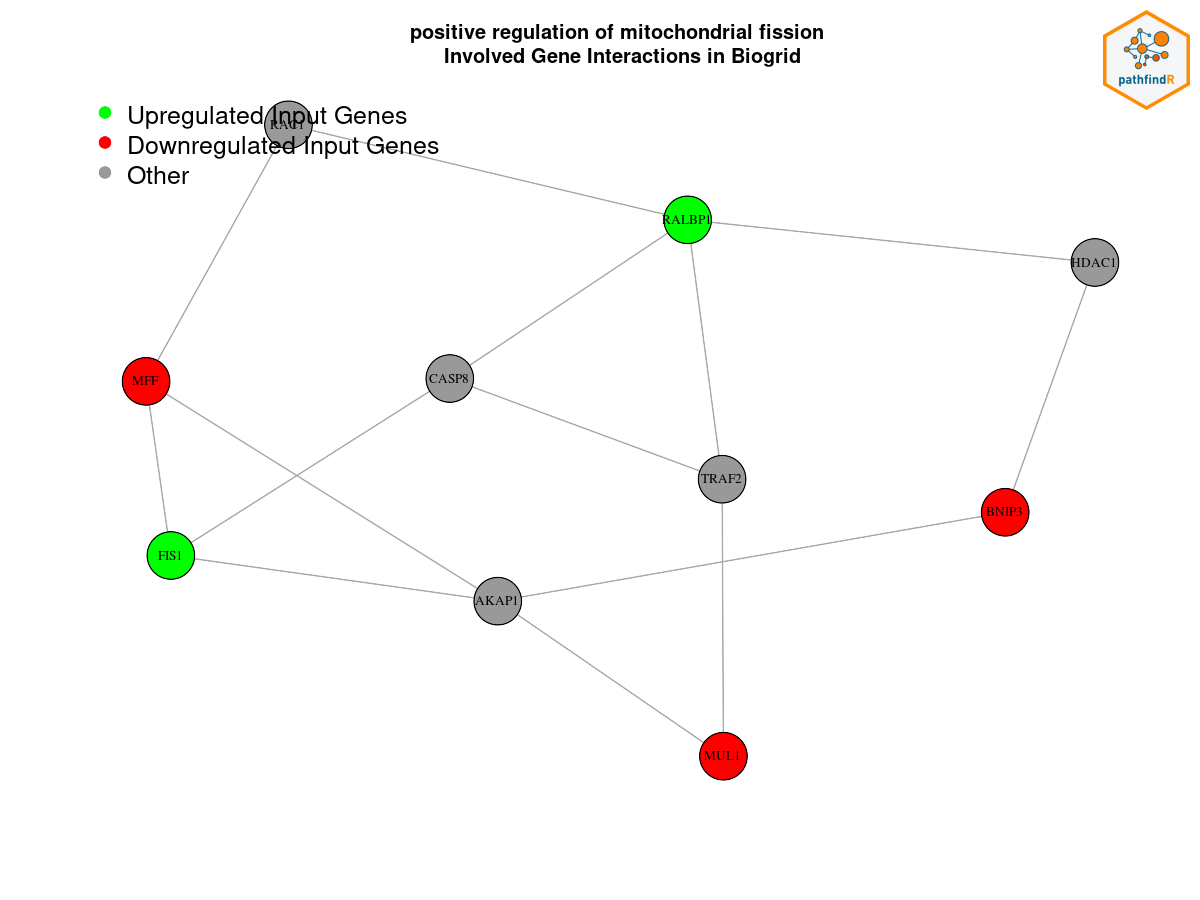 positive regulation of mitochondrial fission
Involved Gene Interactions in Biogrid
pathfindR
Upregulated Input Genes
Downregulated Input Genes
Other
RALBP1
HDAC1
MFF
CASP8
TRAF2
BNIP3
FIS1
AKAP1
MUL1